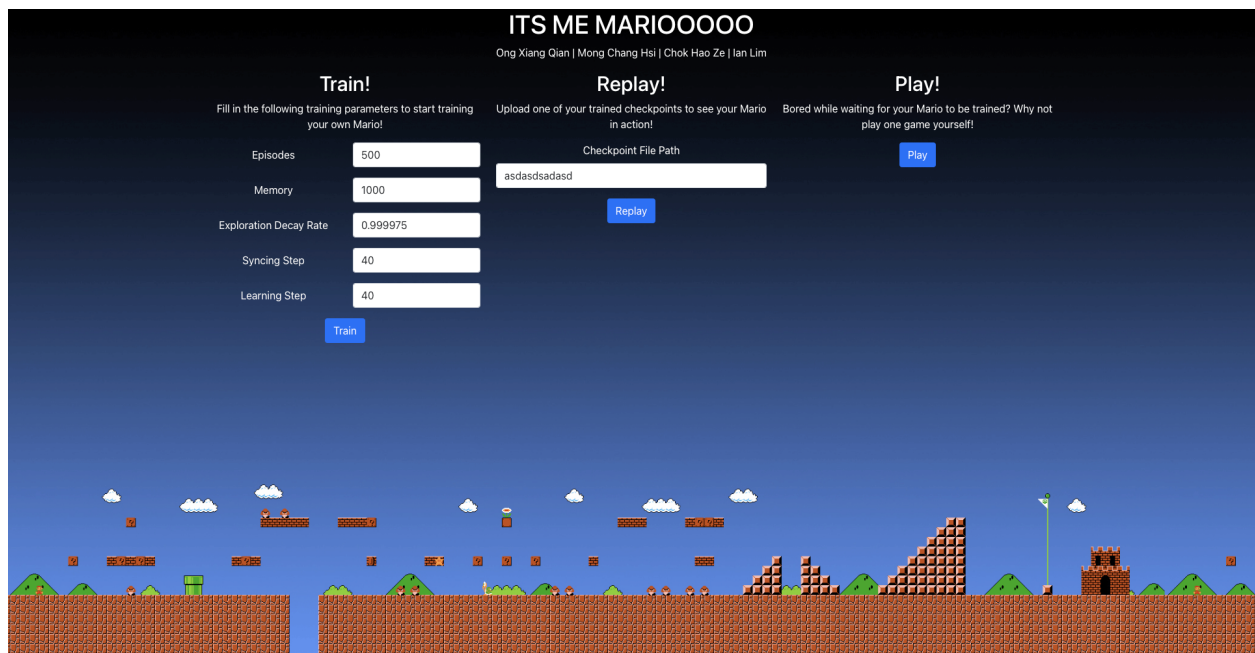 ITS ME MARIOOOOO
Ong Xiang Qian | Mong Chang Hsi | Chok Hao Ze | Ian Lim
Train!
Fill in the following training parameters to start training
your own Mario!
Episodes 500
Memory 1000
Exploration Decay Rate 0.999975
Syncing Step 40
Learning Step 40
Train
Replay!
Upload one of your trained checkpoints to see your Mario
in action!
Checkpoint File Path
asdasdsadasd
Replay
Play!
Bored while waiting for your Mario to be trained? Why not
play one game yourself!
Play